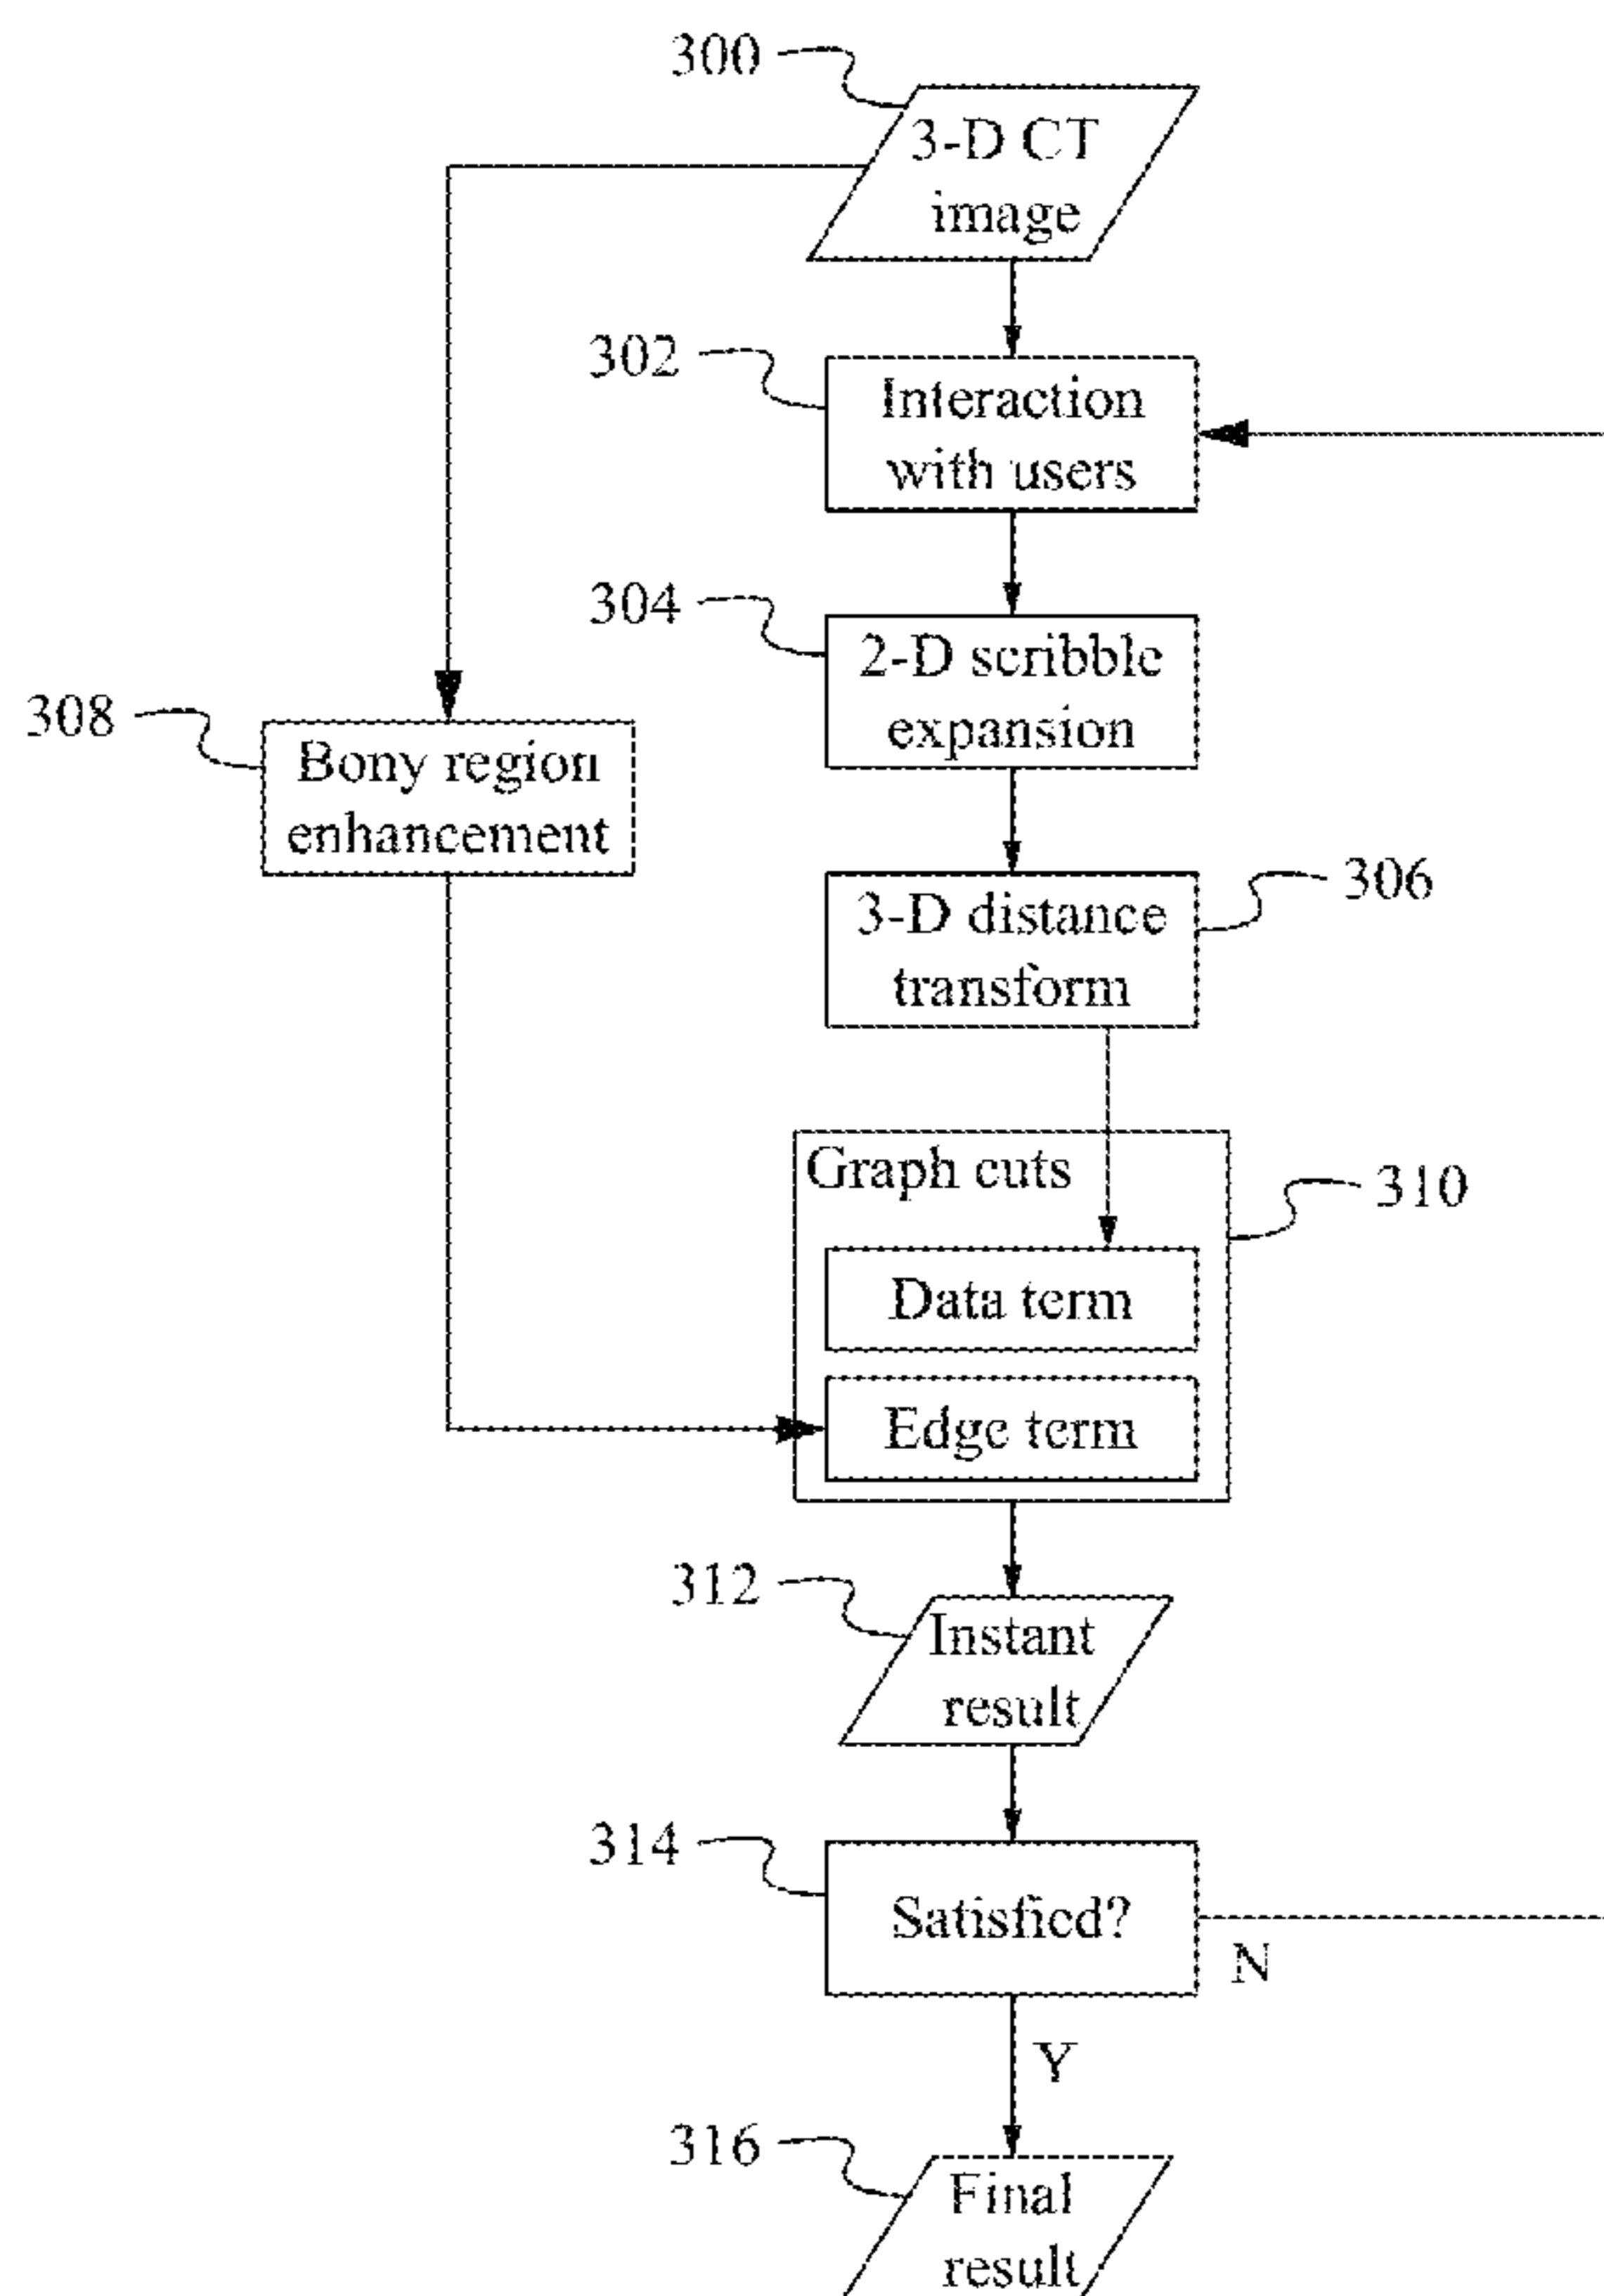 300
3-D CT
image
302
Interaction
with users
304
2-D scribble
expansion
308
Bony region
enhancement
306
3-D distance
transform
Graph cuts
310
Data term
Edge term
312
Instant
result
314
Satisfied?
N
Y
316
Final
result